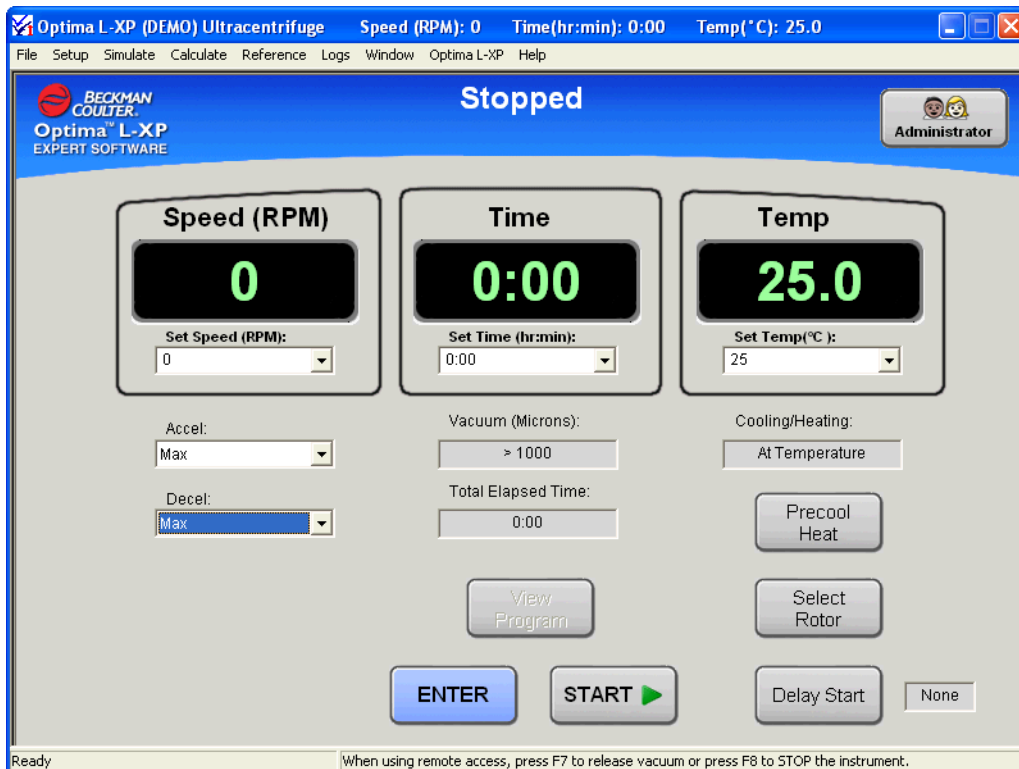 Optima L-XP (DEMO) Ultracentrifuge Speed (RPM): 0 Time(hr:min): 0:00 Temp(°C): 25.0
File Setup Simulate Calculate Reference Logs Window Optima L-XP Help
BECKMAN
COULTER.
Optima™ L-XP
EXPERT SOFTWARE
Stopped
Administrator
Speed (RPM)
0
Set Speed (RPM):
0
Time
0:00
Set Time (hr:min):
0:00
Temp
25.0
Set Temp(°C ):
25
Accel:
Max
Decel:
Max
Vacuum (Microns):
> 1000
Total Elapsed Time:
0:00
Cooling/Heating:
At Temperature
Precool
Heat
View
Program
Select
Rotor
ENTER
START
Delay Start
None
Ready
When using remote access, press F7 to release vacuum or press F8 to STOP the instrument.